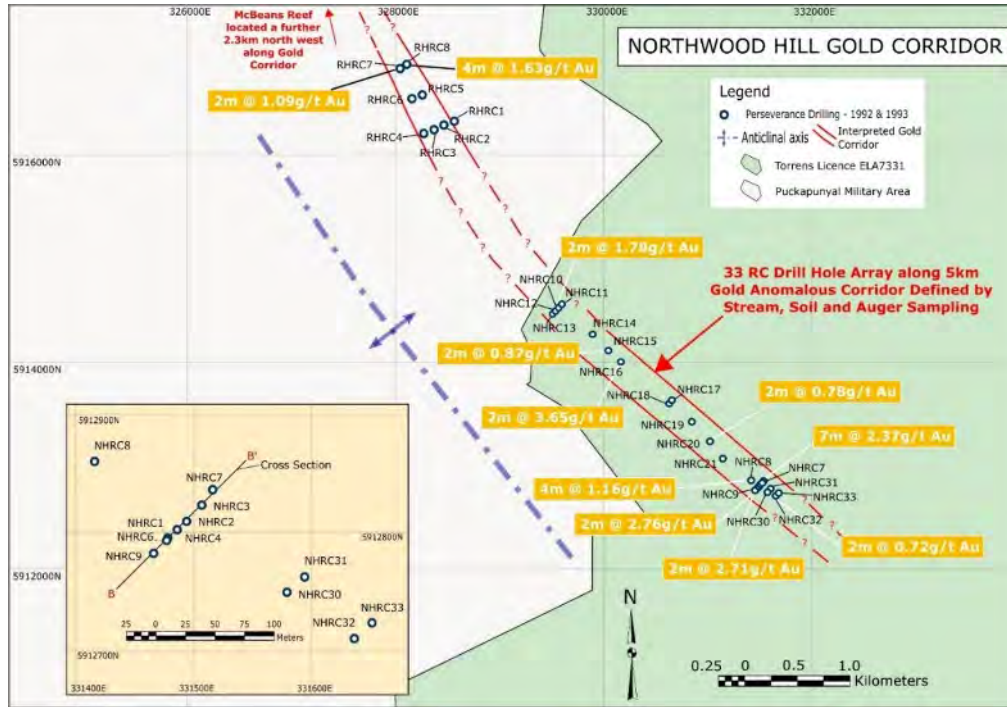 326000E
328000E
330000E
332000E
McBeans Reef
located a further
2.3km north west
along Gold
Corridor
NORTHWOOD HILL GOLD CORRIDOR
RHRC8
RHRC7
4m @ 1.63g/t Au
2m @ 1.09g/t Au
RHRC5
RHRC6
RHRC1
RHRC4
RHRC2
RHRC3
5916000N
Legend
Perseverance Drilling - 1992 & 1993
Anticlinal axis
Interpreted Gold
Corridor
Torrens Licence ELA7331
Puckapunyal Military Area
2m @ 1.78g/t Au
33 RC Drill Hole Array along 5km
Gold Anomalous Corridor Defined by
Stream, Soil and Auger Sampling
NHRC10
NHRC11
NHRC12
NHRC13
NHRC14
NHRC15
2m @ 0.87g/t Au
NHRC16
5914000N
NHRC17
NHRC18
2m @ 0.78g/t Au
2m @ 3.65g/t Au
NHRC19
7m @ 2.37g/t Au
NHRC20
NHRC21
NHRC8
NHRC7
NHRC31
4m @ 1.16g/t Au
NHRC9
NHRC33
2m @ 2.76g/t Au
NHRC30
NHRC32
2m @ 0.72g/t Au
2m @ 2.71g/t Au
5912000N
5912900N
NHRC8
B'
Cross Section
NHRC7
NHRC3
NHRC1
NHRC2
NHRC6
NHRC4
NHRC9
5912800N
NHRC31
B
NHRC30
NHRC33
NHRC32
25 0 25 50 75 100
Meters
5912700N
331400E
331500E
331600E
N
0.25 0 0.5 1.0
Kilometers
? ? ? ? ? ? ? ? ? ? ? ? ? ?